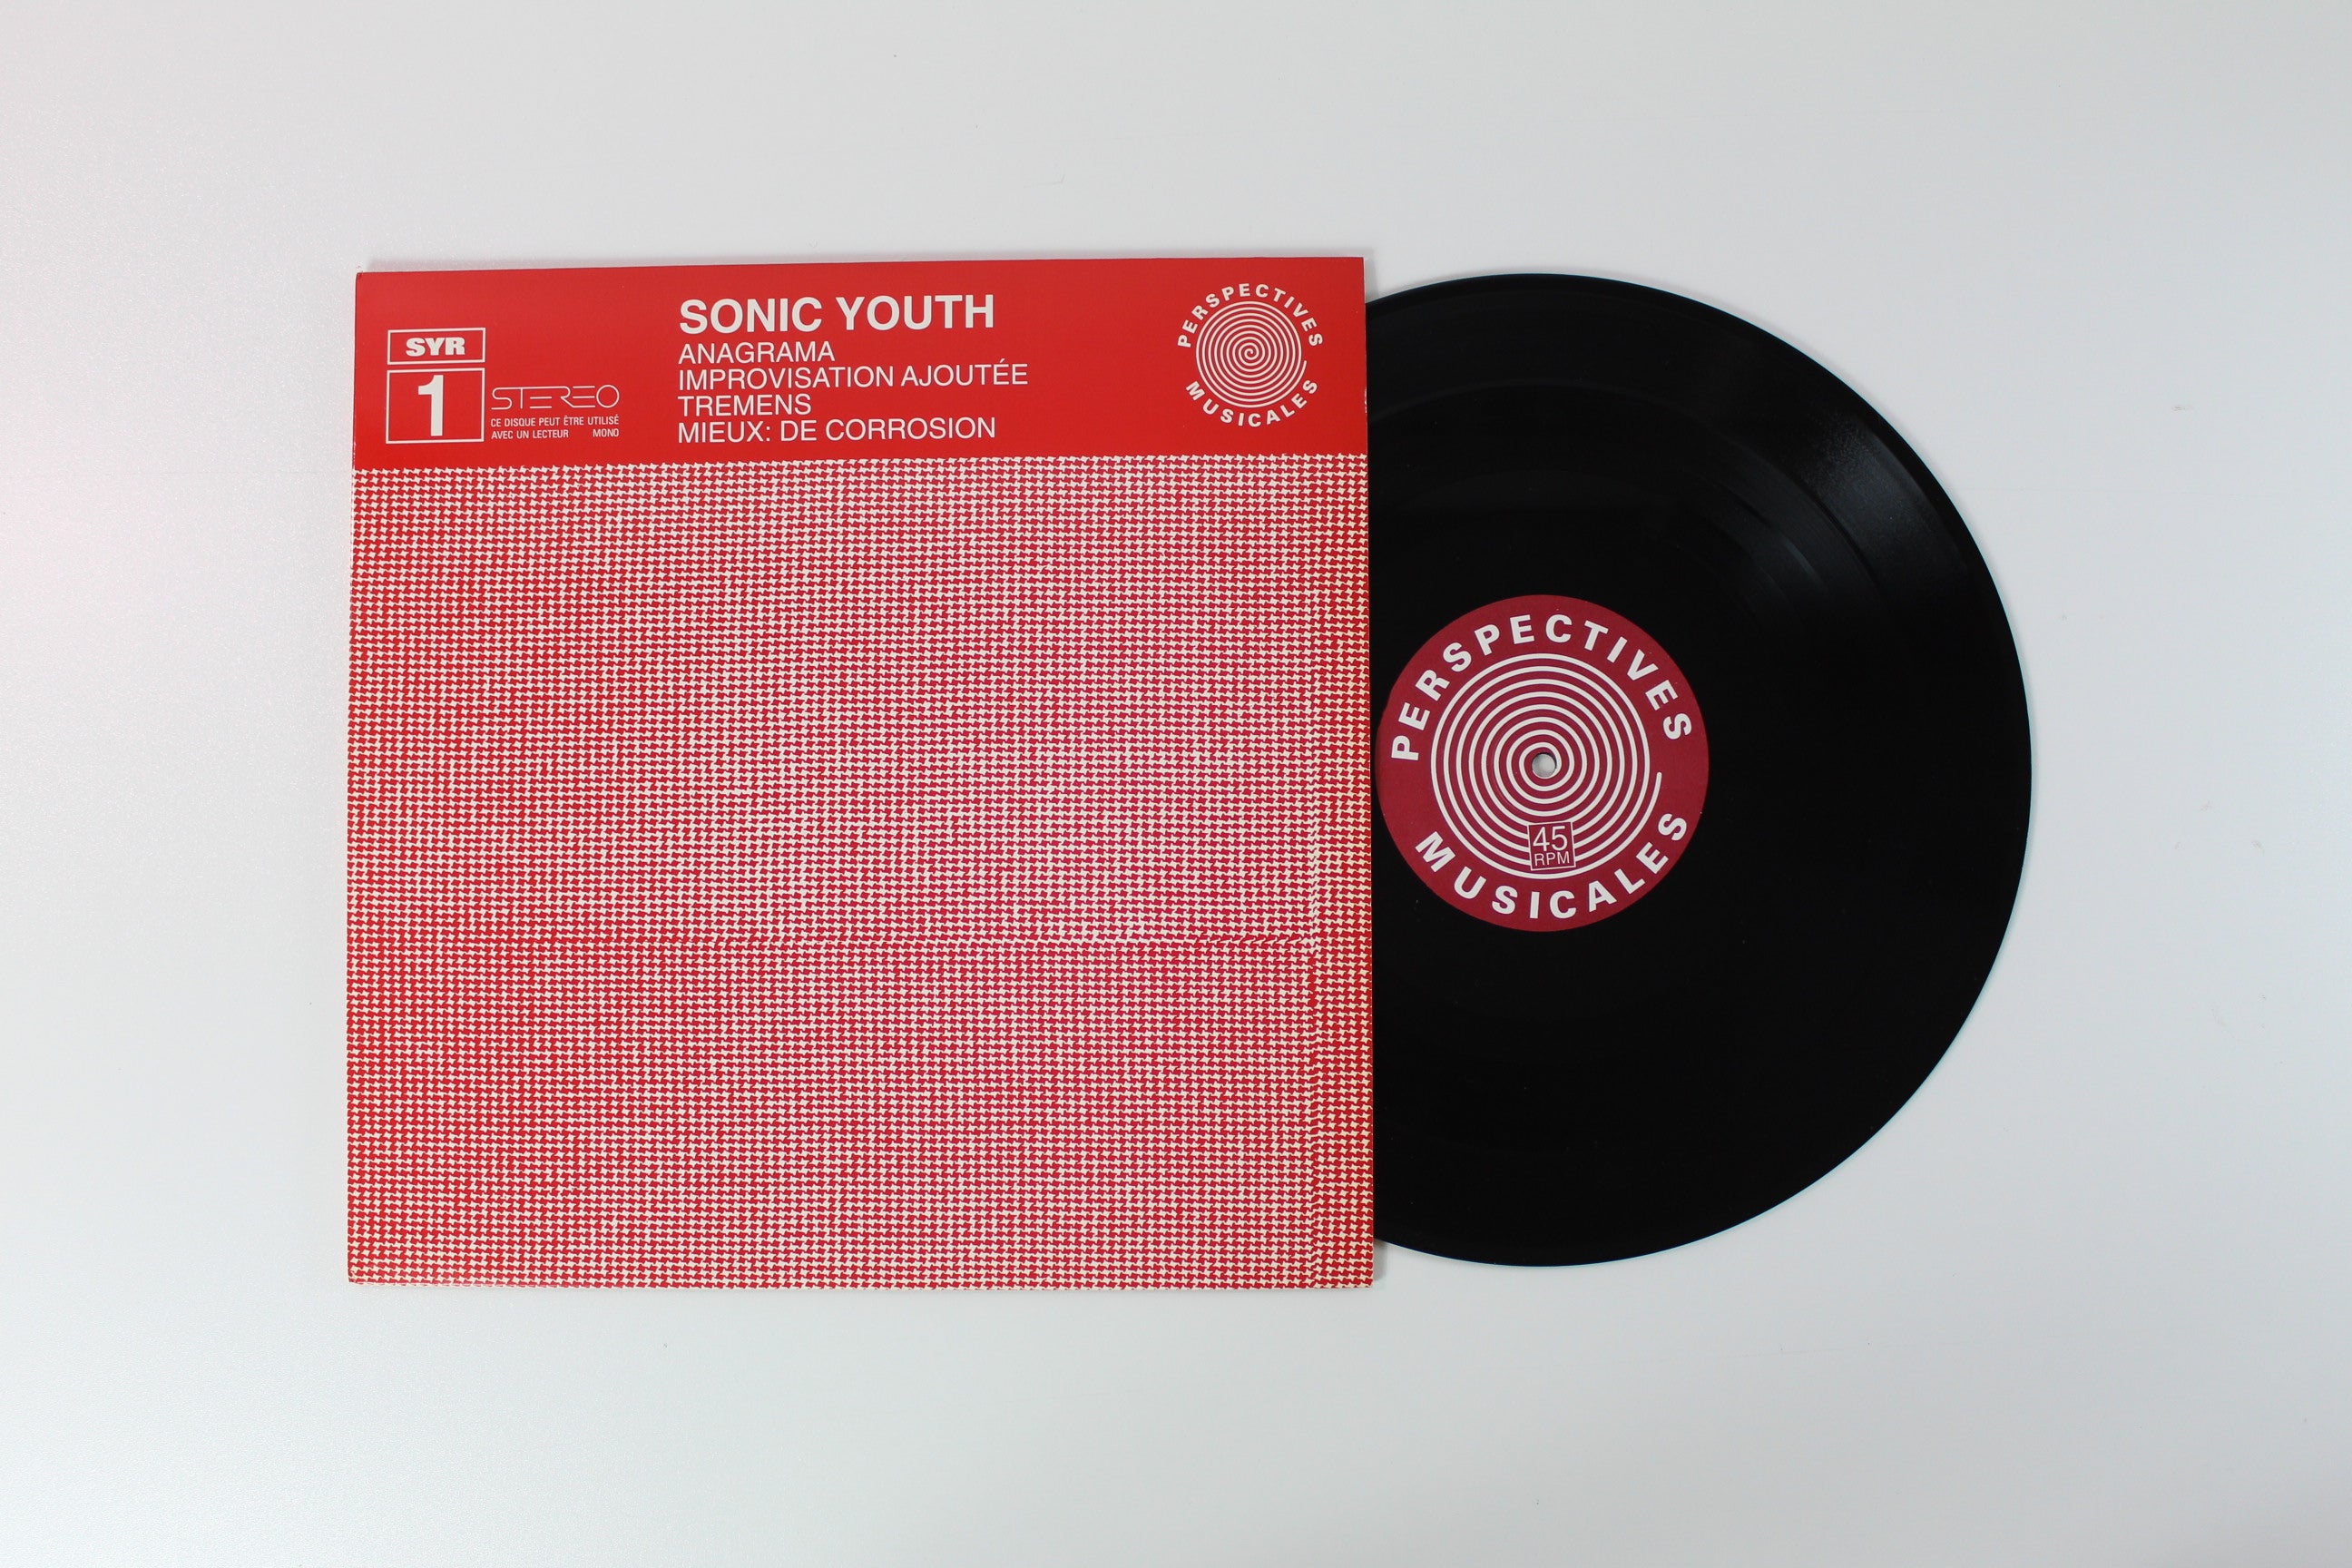 SYR
1
STEREO
CE DISQUE PEUT ÊTRE UTILISÉ
AVEC UN LECTEUR MONO
SONIC YOUTH
ANAGRAMA
IMPROVISATION AJOUTÉE
TREMENS
MIEUX: DE CORROSION
PERSPECTIVES
MUSICALES
PERSPECTIVES
45
RPM
MUSICALES